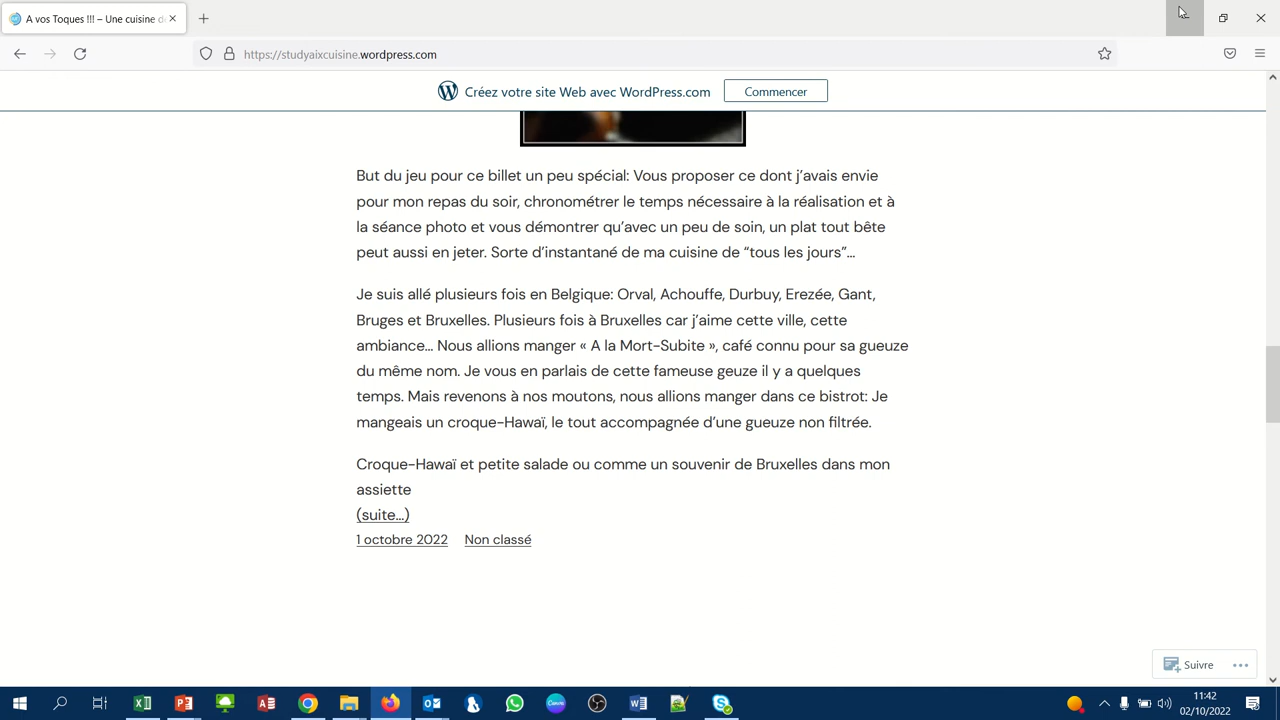 A vos Toques !!! – Une cuisine d
https://studyaixcuisine.wordpress.com
Créez votre site Web avec WordPress.com
Commencer
But du jeu pour ce billet un peu spécial: Vous proposer ce dont j’avais envie
pour mon repas du soir, chronométrer le temps nécessaire à la réalisation et à
la séance photo et vous démontrer qu’avec un peu de soin, un plat tout bête
peut aussi en jeter. Sorte d’instantané de ma cuisine de “tous les jours”…
Je suis allé plusieurs fois en Belgique: Orval, Achouffe, Durbuy, Erezée, Gant,
Bruges et Bruxelles. Plusieurs fois à Bruxelles car j’aime cette ville, cette
ambiance… Nous allions manger « A la Mort-Subite », café connu pour sa gueuze
du même nom. Je vous en parlais de cette fameuse geuze il y a quelques
temps. Mais revenons à nos moutons, nous allions manger dans ce bistrot: Je
mangeais un croque-Hawaï, le tout accompagnée d’une gueuze non filtrée.
Croque-Hawaï et petite salade ou comme un souvenir de Bruxelles dans mon
assiette
(suite…)
1 octobre 2022 Non classé
Suivre
11:42
02/10/2022